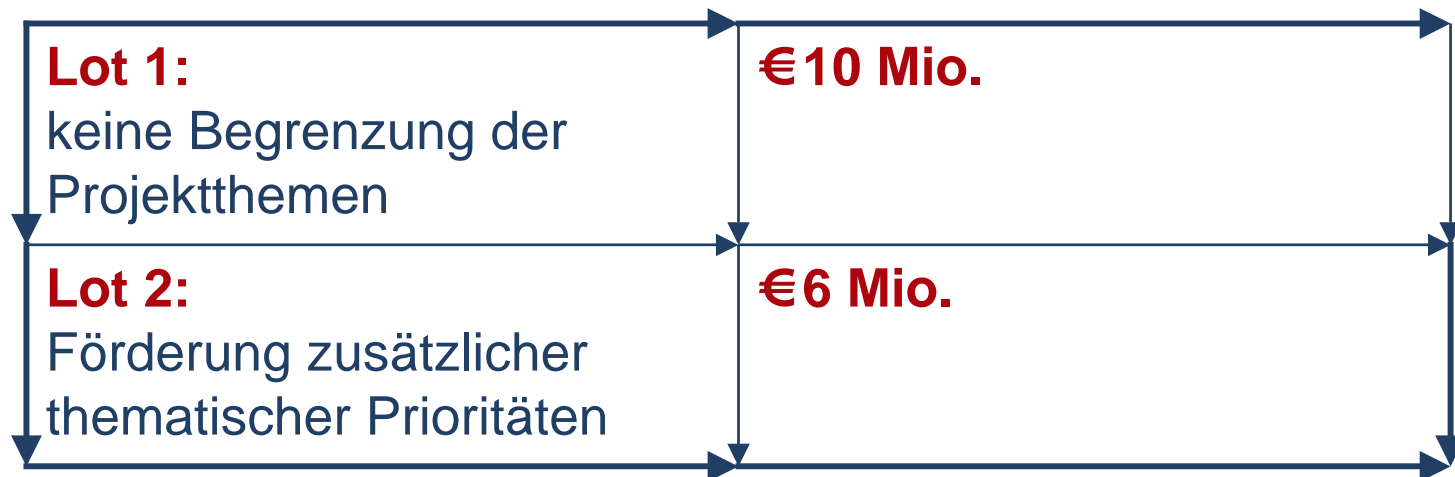 Lot 1:
keine Begrenzung der
Projektthemen
€10 Mio.
Lot 2:
Förderung zusätzlicher
thematischer Prioritäten
€6 Mio.